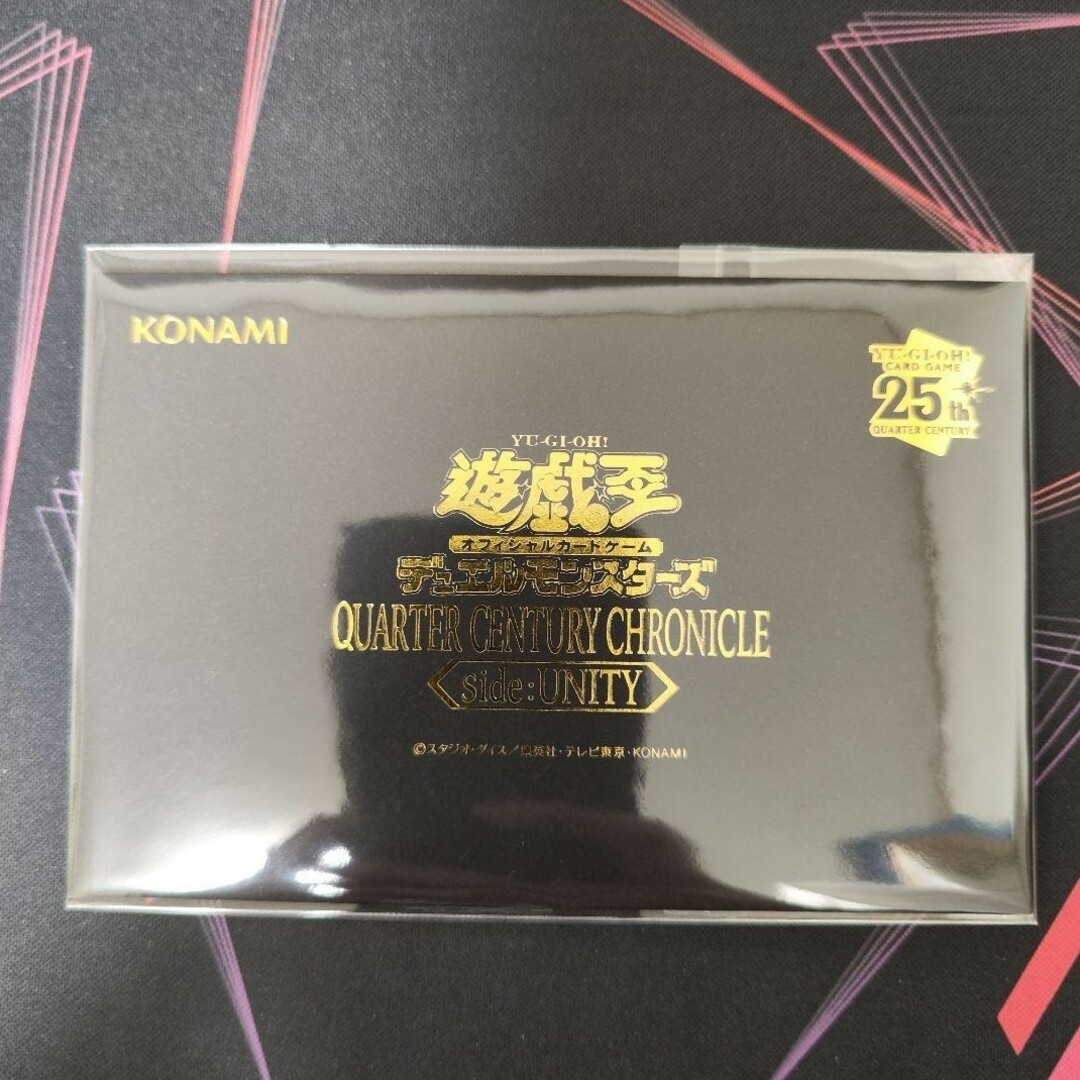 KONAMI
YU-GI-OH!
CARD GAME
25th
QUARTER CENTURY
YU-GI-OH!
遊戯王
オフィシャルカードゲーム
デュエルモンスターズ
QUARTER CENTURY CHRONICLE
side:UNITY
©スタジオ・ダイス/集英社・テレビ東京・KONAMI